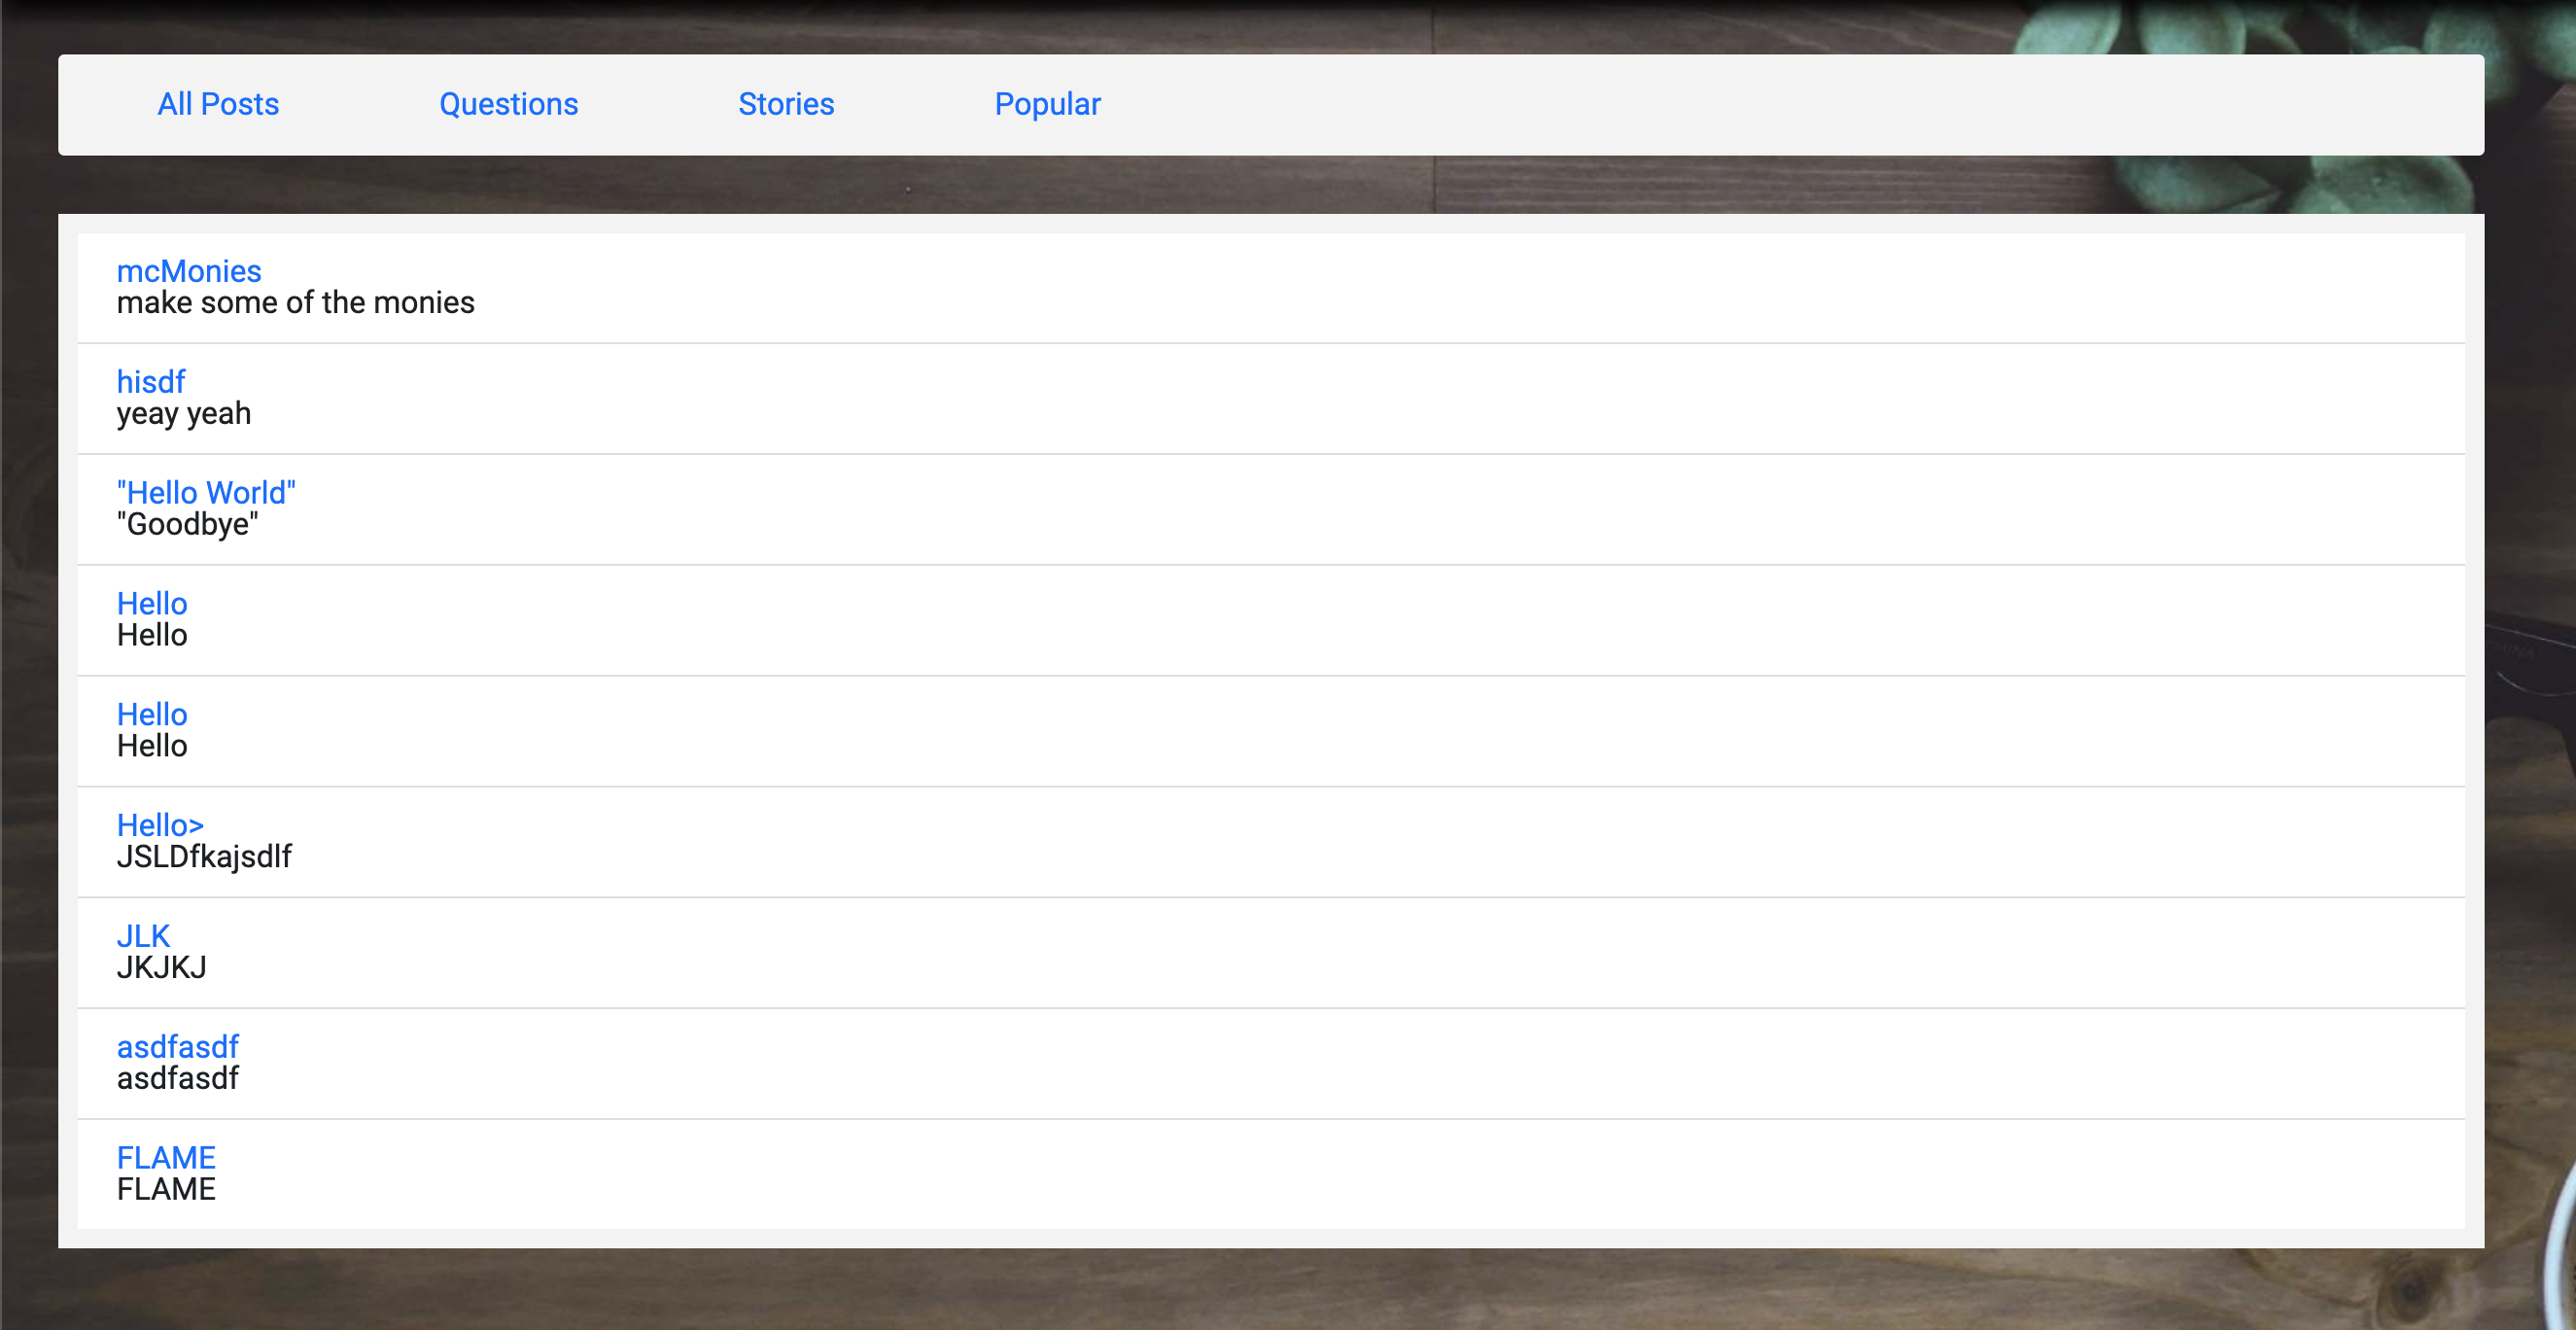 All Posts Questions Stories Popular
mcMonies
make some of the monies
hisdf
yeay yeah
"Hello World"
"Goodbye"
Hello
Hello
Hello
Hello
Hello>
JSLDfkajsdlf
JLK
JKJKJ
asdfasdf
asdfasdf
FLAME
FLAME